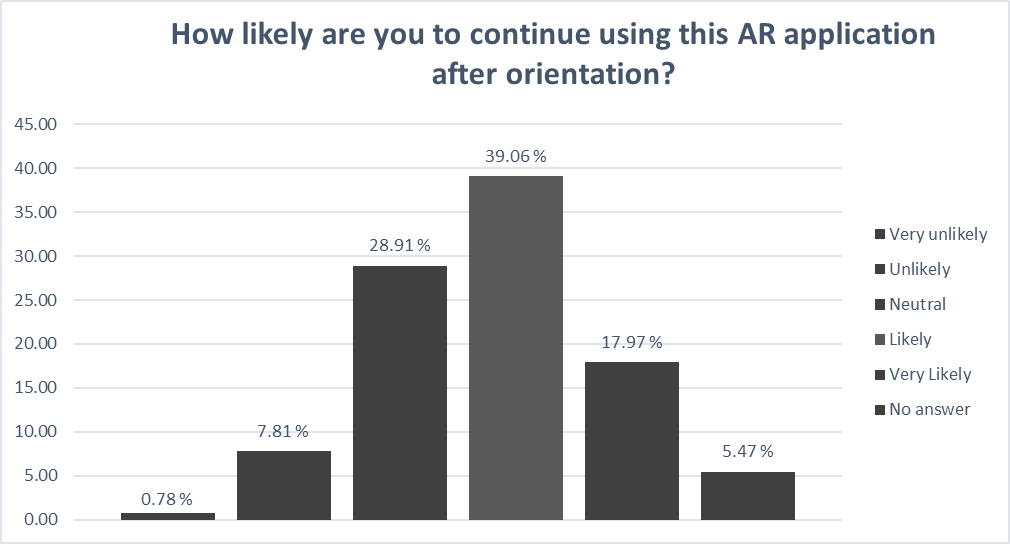 How likely are you to continue using this AR application
after orientation?
45.00
40.00
35.00
30.00
25.00
20.00
15.00
10.00
5.00
0.00
0.78 %
7.81 %
28.91 %
39.06 %
17.97 %
5.47 %
Very unlikely
Unlikely
Neutral
Likely
Very Likely
No answer